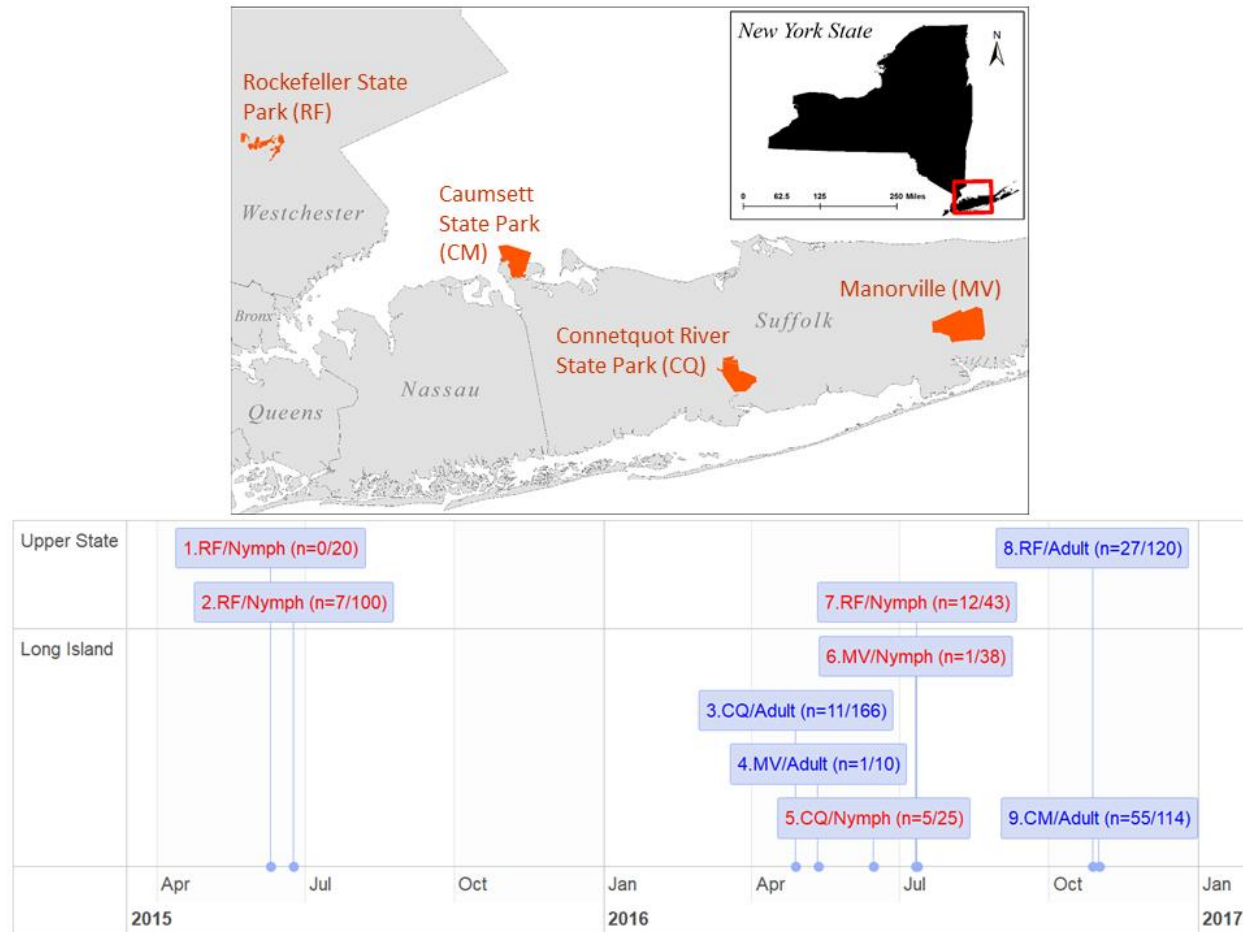 New York State
N
0 62.5 125 250 Miles
Rockefeller State
Park (RF)
Westchester
Caumsett
State Park
(CM)
Manorville (MV)
Suffolk
Connetquot River
State Park (CQ)
Bronx
Nassau
Queens
Upper State
1.RF/Nymph (n=0/20)
8.RF/Adult (n=27/120)
2.RF/Nymph (n=7/100)
7.RF/Nymph (n=12/43)
Long Island
6.MV/Nymph (n=1/38)
3.CQ/Adult (n=11/166)
4.MV/Adult (n=1/10)
5.CQ/Nymph (n=5/25)
9.CM/Adult (n=55/114)
Apr Jul Oct Jan Apr Jul Oct Jan
2015 2016 2017